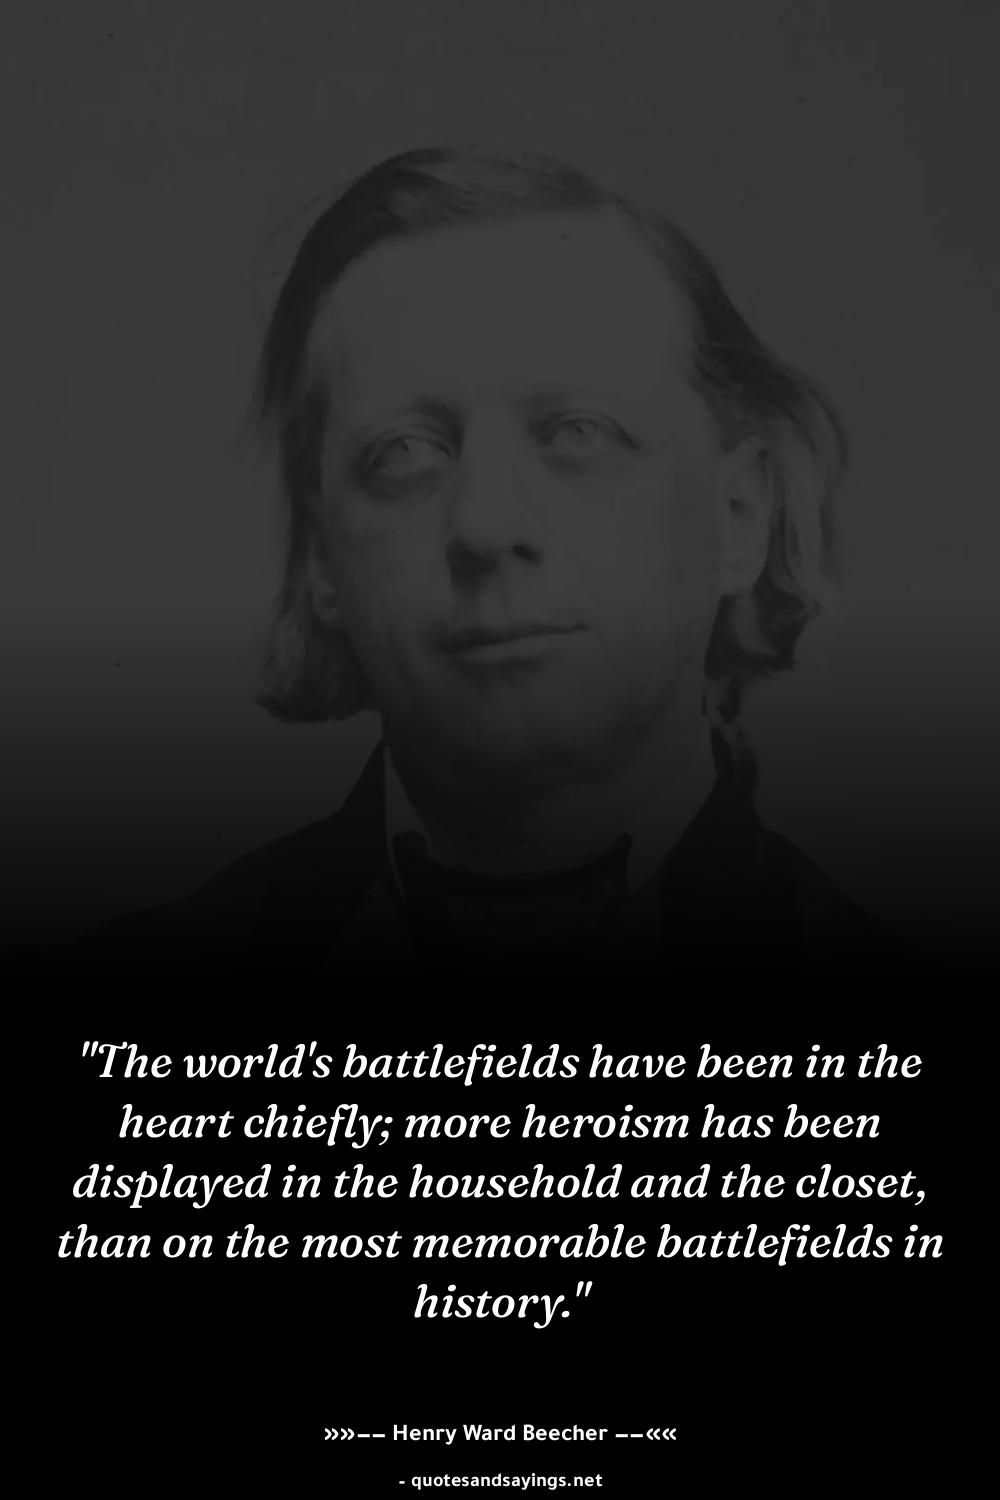 "The world's battlefields have been in the
heart chiefly; more heroism has been
displayed in the household and the closet,
than on the most memorable battlefields in
history."
»»–– Henry Ward Beecher ––««
- quotesandsayings.net